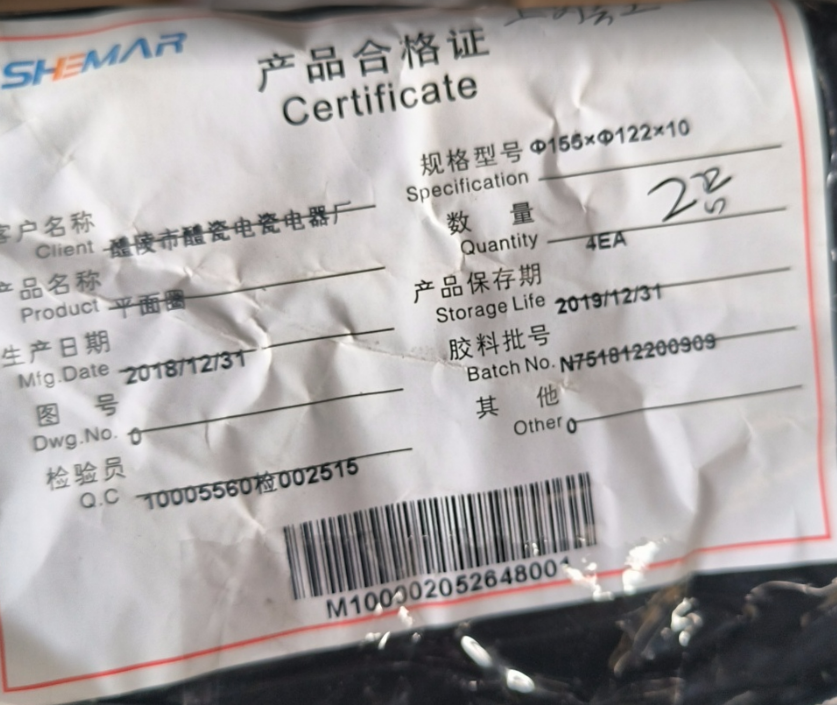 SHEMAR
产品合格证
Certificate
规格型号 Φ155×Φ122×10
Specification
客户名称
Client 醴陵市醴瓷电瓷电器厂
数 量
Quantity 4EA
产品名称
Product 平面圈
产品保存期
Storage Life 2019/12/31
生产日期
Mfg.Date 2018/12/31
胶料批号
Batch No. N751812200909
图 号
Dwg.No. 0
其 他
Other 0
检验员
Q.C 10005560检002515